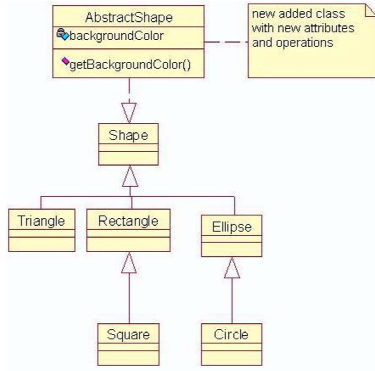 AbstractShape
backgroundColor
getBackgroundColor()
new added class
with new attributes
and operations
Shape
Triangle
Rectangle
Ellipse
Square
Circle